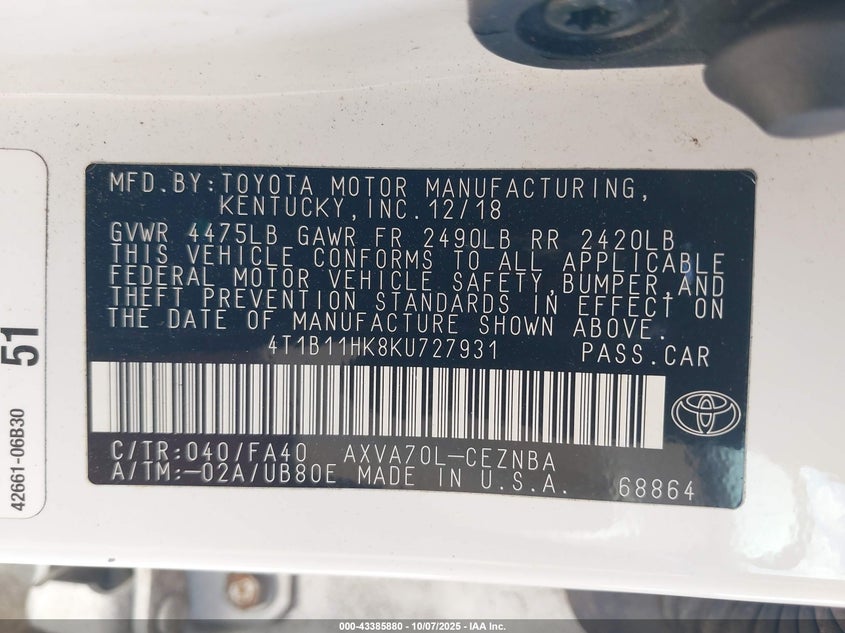 MFD.BY:TOYOTA MOTOR MANUFACTURING,
KENTUCKY,INC.12/18
GVWR 4475LB GAWR FR 2490LB RR 2420LB
THIS VEHICLE CONFORMS TO ALL APPLICABLE
FEDERAL MOTOR VEHICLE SAFETY,BUMPER,AND
THEFT PREVENTION STANDARDS IN EFFECT ON
THE DATE OF MANUFACTURE SHOWN ABOVE.
4T1B11HK8KU727931 PASS.CAR
C/TR:040/FA40 AXVA70L-CEZNBA
A/TM:-02A/UB80E MADE IN U.S.A. 68864
51
42661-06B30
000-43385880 - 10/07/2025 - IAA Inc.